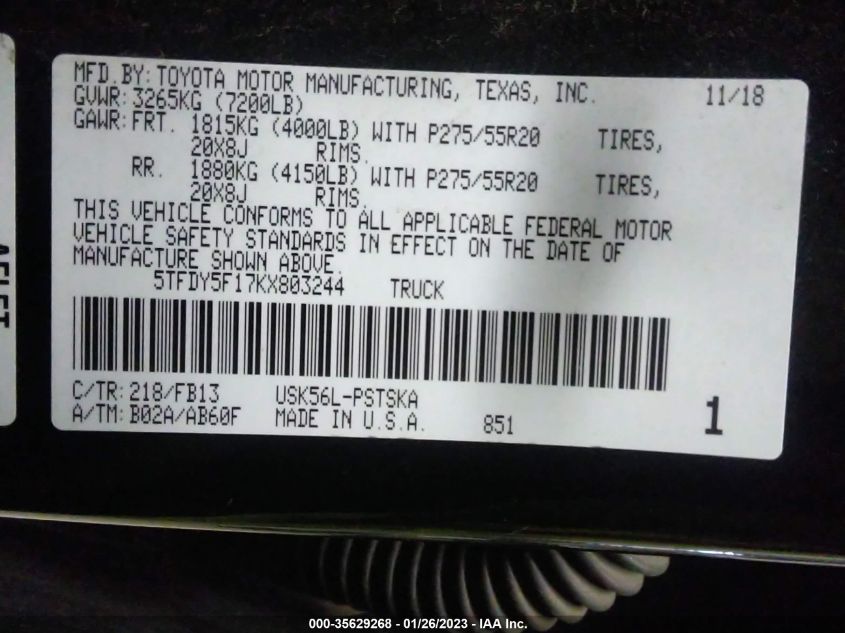 MFD.BY: TOYOTA MOTOR MANUFACTURING, TEXAS, INC. 11/18
GVWR: 3265KG (7200LB)
GAWR: FRT. 1815KG (4000LB) WITH P275/55R20 TIRES,
20X8J RIMS.
RR. 1880KG (4150LB) WITH P275/55R20 TIRES,
20X8J RIMS.
THIS VEHICLE CONFORMS TO ALL APPLICABLE FEDERAL MOTOR
VEHICLE SAFETY STANDARDS IN EFFECT ON THE DATE OF
MANUFACTURE SHOWN ABOVE.
5TFDY5F17KX803244 TRUCK
C/TR: 218/FB13 USK56L-PSTSKA
A/TM: B02A/AB60F MADE IN U.S.A. 851 1
000-35629268 - 01/26/2023 - IAA Inc.